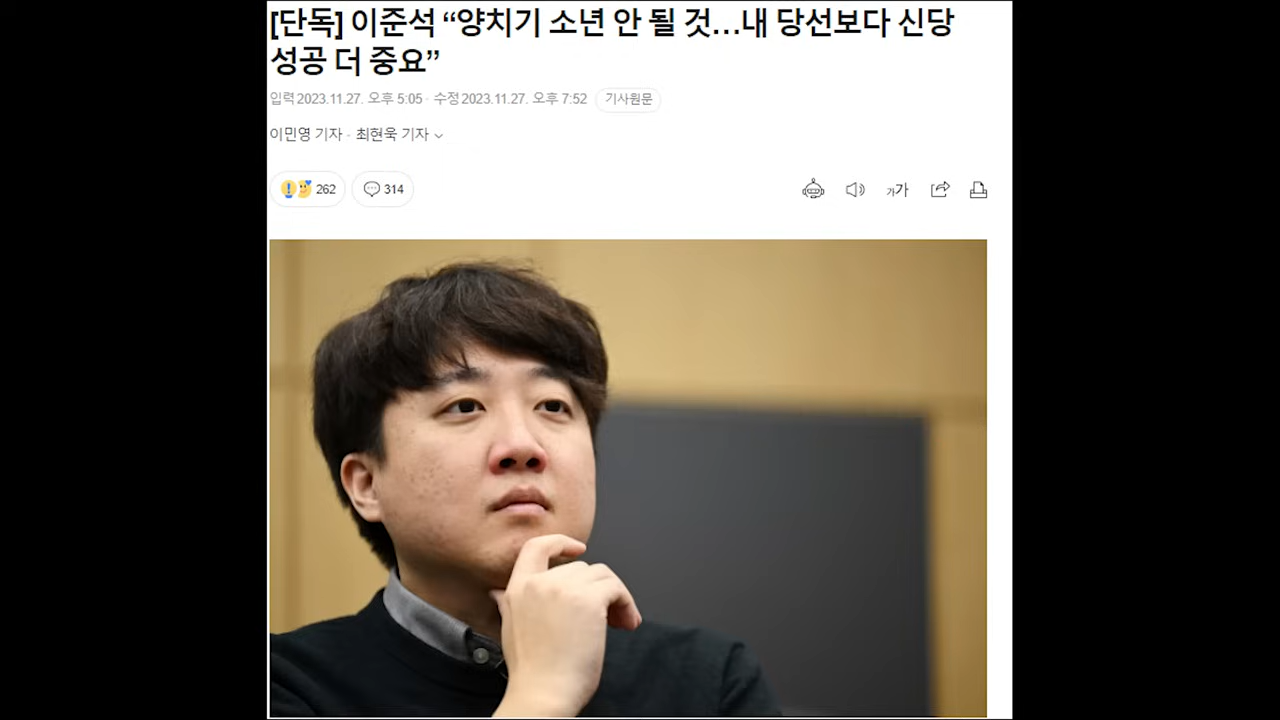 [단독] 이준석 “양치기 소년 안 될 것…내 당선보다 신당
성공 더 중요”
입력 2023.11.27. 오후 5:05 · 수정 2023.11.27. 오후 7:52 기사원문
이민영 기자 · 최현욱 기자
262 314 가가